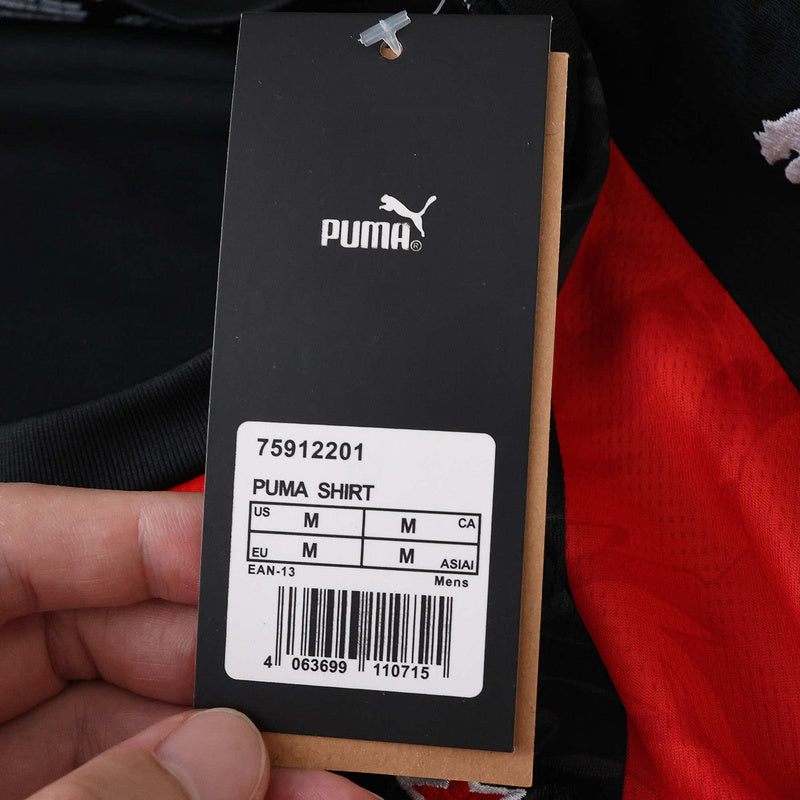 PUMA®
75912201
PUMA SHIRT
US M M CA
EU M M ASIAI
EAN-13 Mens
4 063699 110715